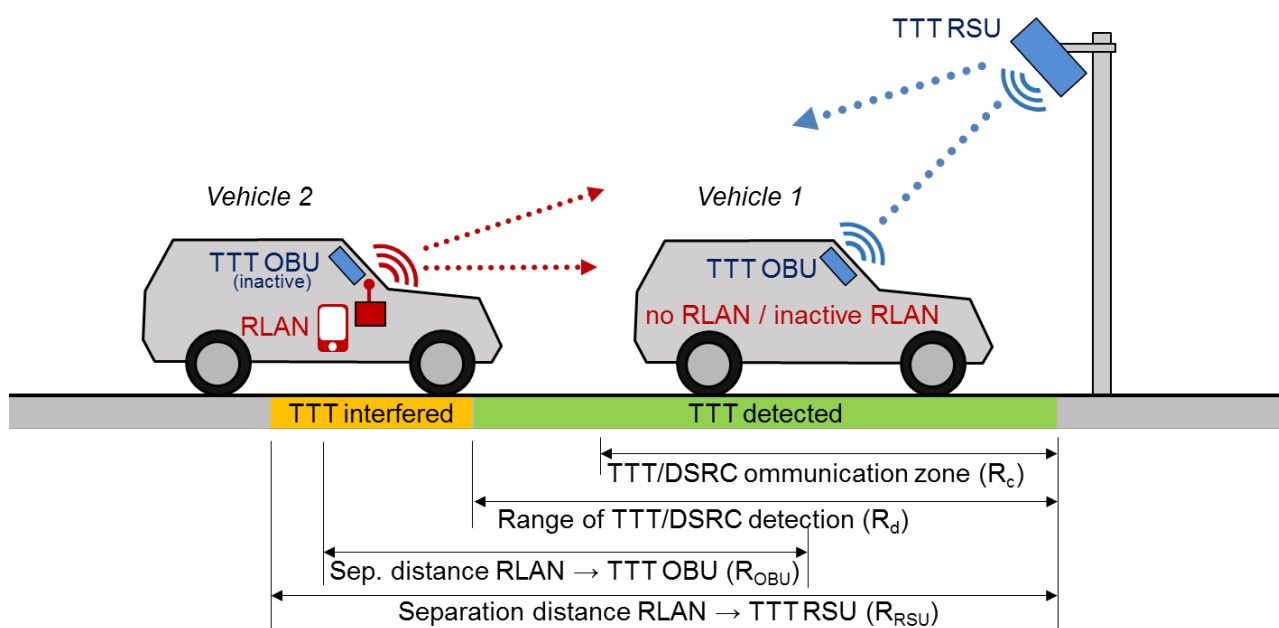 TTT RSU
Vehicle 2
Vehicle 1
TTT OBU
(inactive)
TTT OBU
RLAN
no RLAN / inactive RLAN
TTT interfered
TTT detected
TTT/DSRC ommunication zone (Rc)
Range of TTT/DSRC detection (Rd)
Sep. distance RLAN → TTT OBU (ROBU)
Separation distance RLAN → TTT RSU (RRSU)